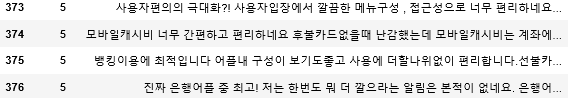 373 5 사용자편의의 극대화?! 사용자입장에서 깔끔한 메뉴구성 , 접근성으로 너무 편리하네요...
374 5 모바일캐시비 너무 간편하고 편리하네요 후불카드없을때 난감했는데 모바일캐시비는 계좌에...
375 5 뱅킹이용에 최적입니다 어플내 구성이 보기도좋고 사용에 더할나위없이 편리합니다.선불카...
376 5 진짜 은행어플 중 최고! 저는 한번도 뭐 더 깔으라는 알림은 본적이 없네요. 은행어...